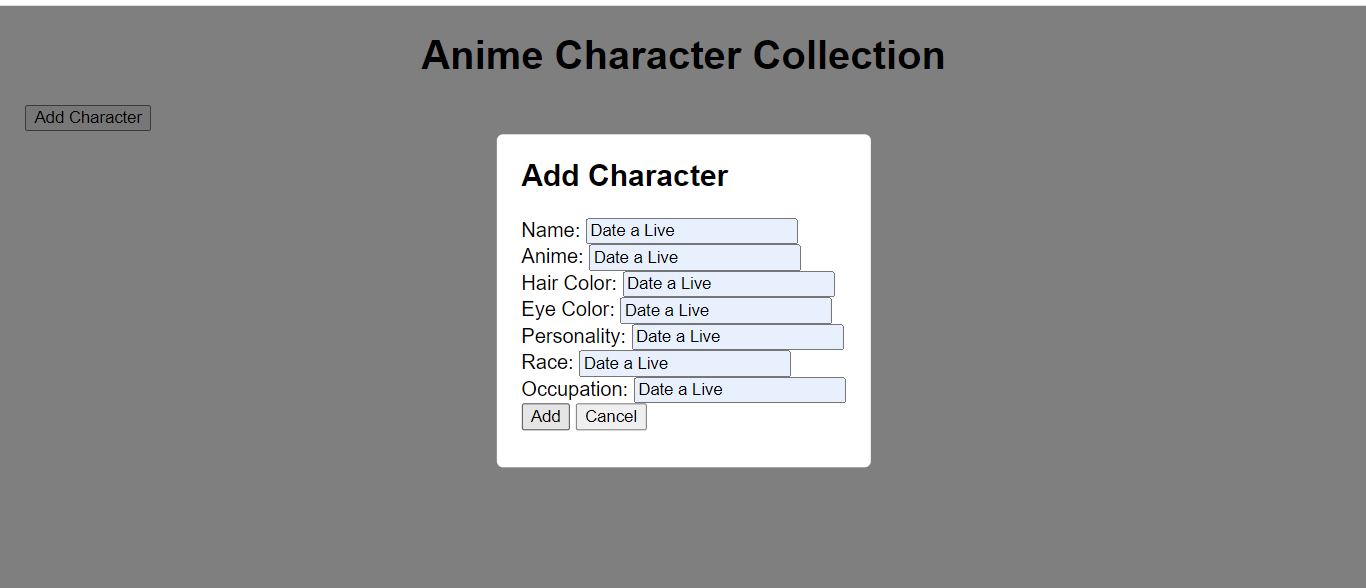 Anime Character Collection
Add Character
Add Character
Name: Date a Live
Anime: Date a Live
Hair Color: Date a Live
Eye Color: Date a Live
Personality: Date a Live
Race: Date a Live
Occupation: Date a Live
Add Cancel